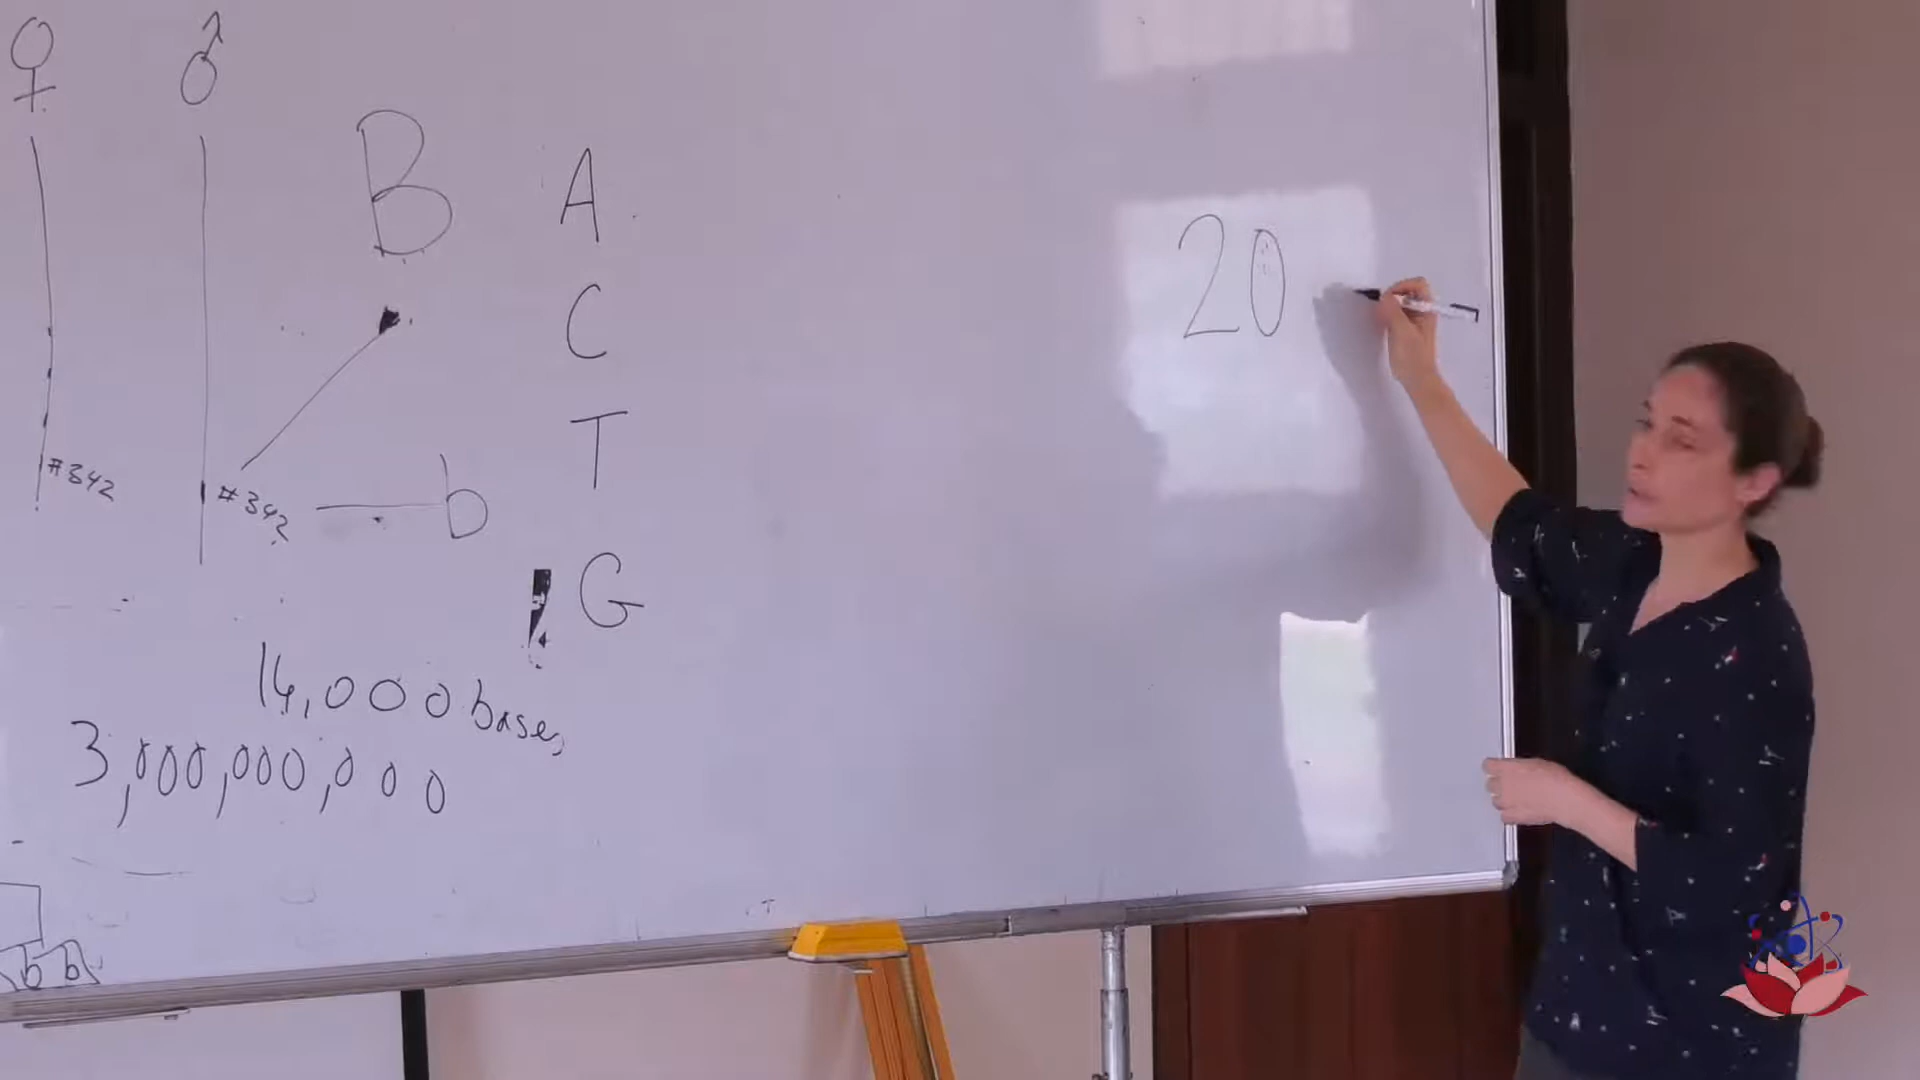 ♀ ♂
B
A
C
T
#342
#342
b
G
14,000 bases
3,000,000,000
b b
20